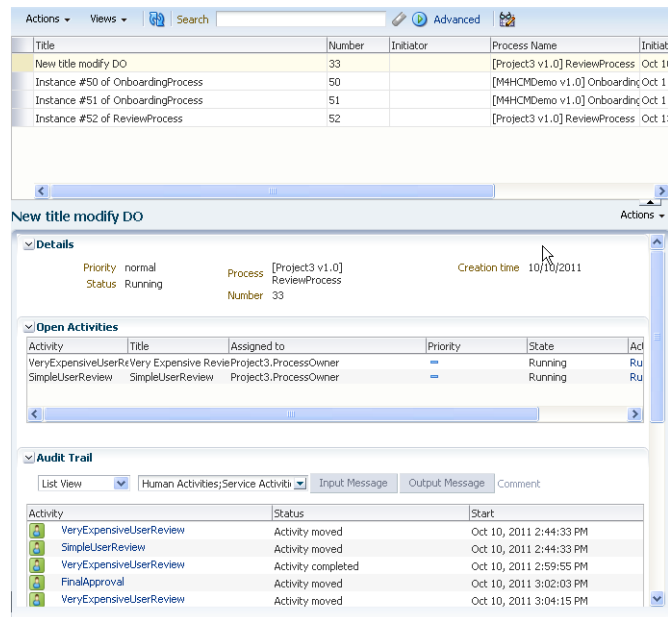 Actions Views Search Advanced
Title Number Initiator Process Name Initiat
New title modify DO 33 [Project3 v1.0] ReviewProcess Oct 10
Instance #50 of OnboardingProcess 50 [M4HCMDemo v1.0] Onboarding Oct 1
Instance #51 of OnboardingProcess 51 [M4HCMDemo v1.0] Onboarding Oct 1
Instance #52 of ReviewProcess 52 [Project3 v1.0] ReviewProcess Oct 13
New title modify DO Actions
Details
Priority normal Process [Project3 v1.0] Creation time 10/10/2011
ReviewProcess
Status Running
Number 33
Open Activities
Activity Title Assigned to Priority State Act
VeryExpensiveUserRe Very Expensive Revie Project3.ProcessOwner Running Ru
SimpleUserReview SimpleUserReview Project3.ProcessOwner Running Ru
Audit Trail
List View Human Activities;Service Activiti Input Message Output Message Comment
Activity Status Start
VeryExpensiveUserReview Activity moved Oct 10, 2011 2:44:33 PM
SimpleUserReview Activity moved Oct 10, 2011 2:44:33 PM
VeryExpensiveUserReview Activity completed Oct 10, 2011 2:59:55 PM
FinalApproval Activity moved Oct 10, 2011 3:02:03 PM
VeryExpensiveUserReview Activity moved Oct 10, 2011 3:04:15 PM